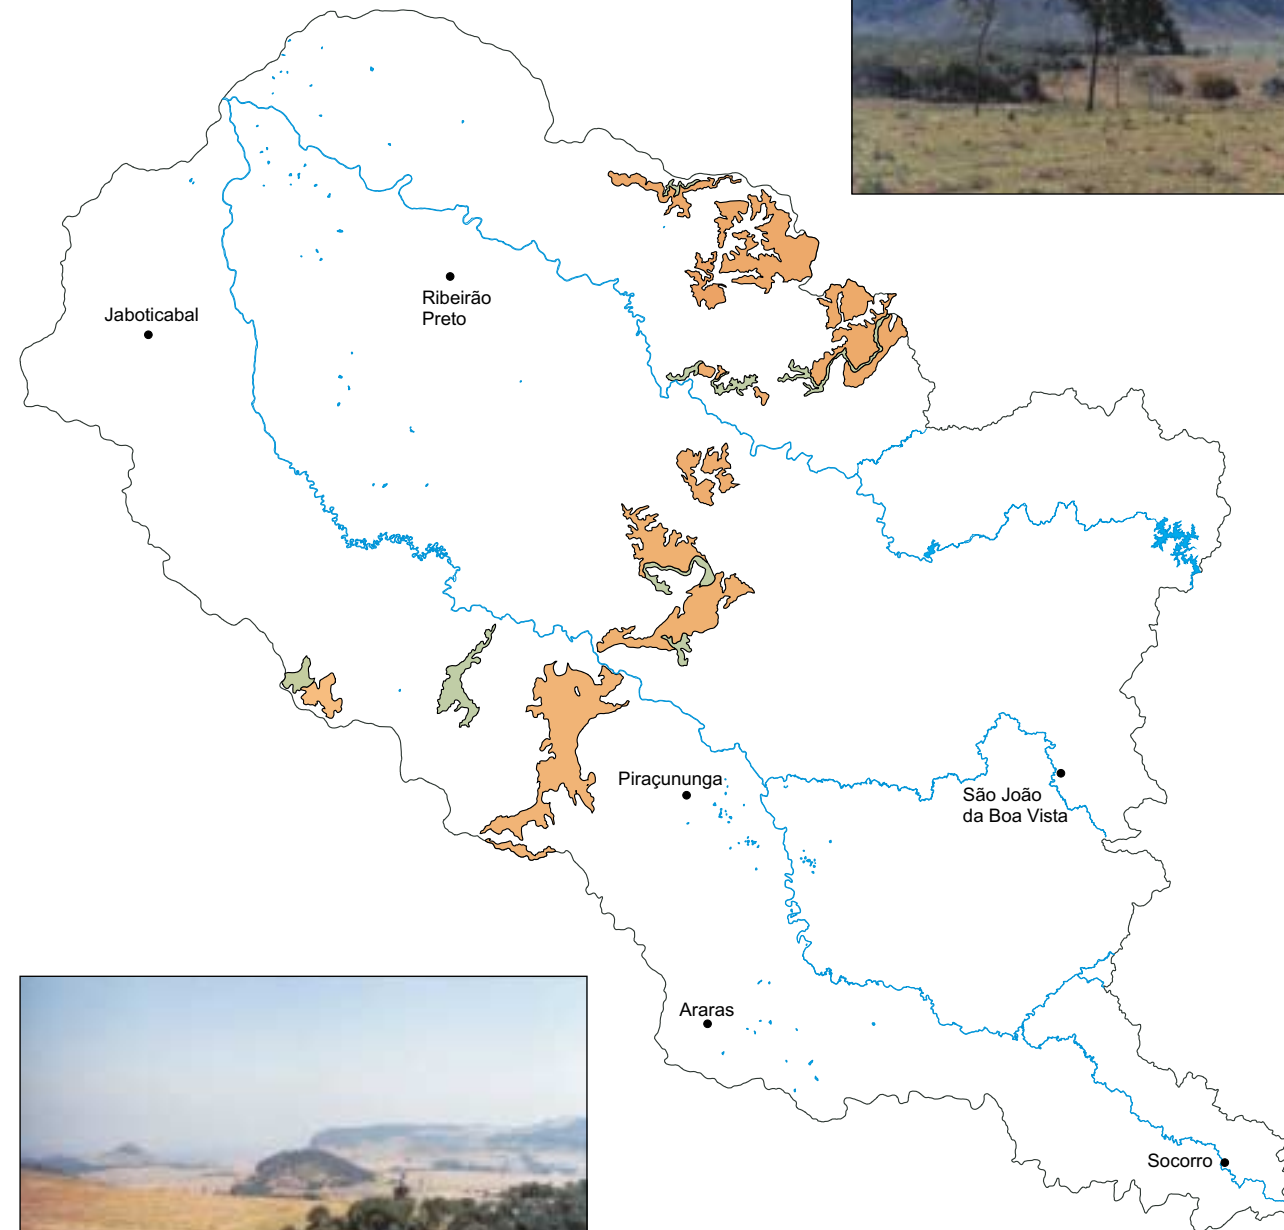 Ribeirão
Preto
Jaboticabal
Piraçununga
São João
da Boa Vista
Araras
Socorro